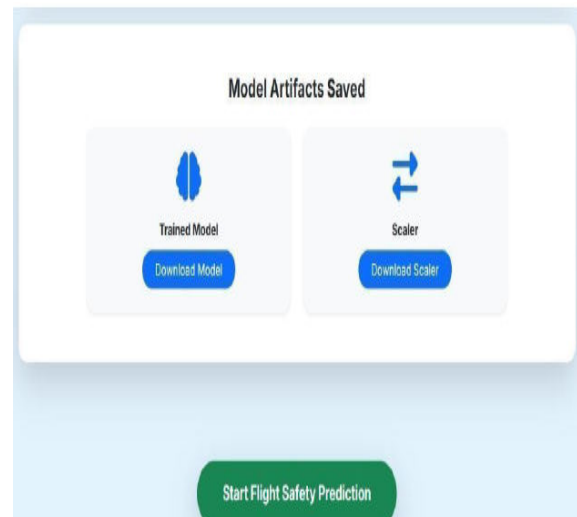 Model Artifacts Saved
Trained Model
Scaler
Download Model
Download Scaler
Start Flight Safety Prediction